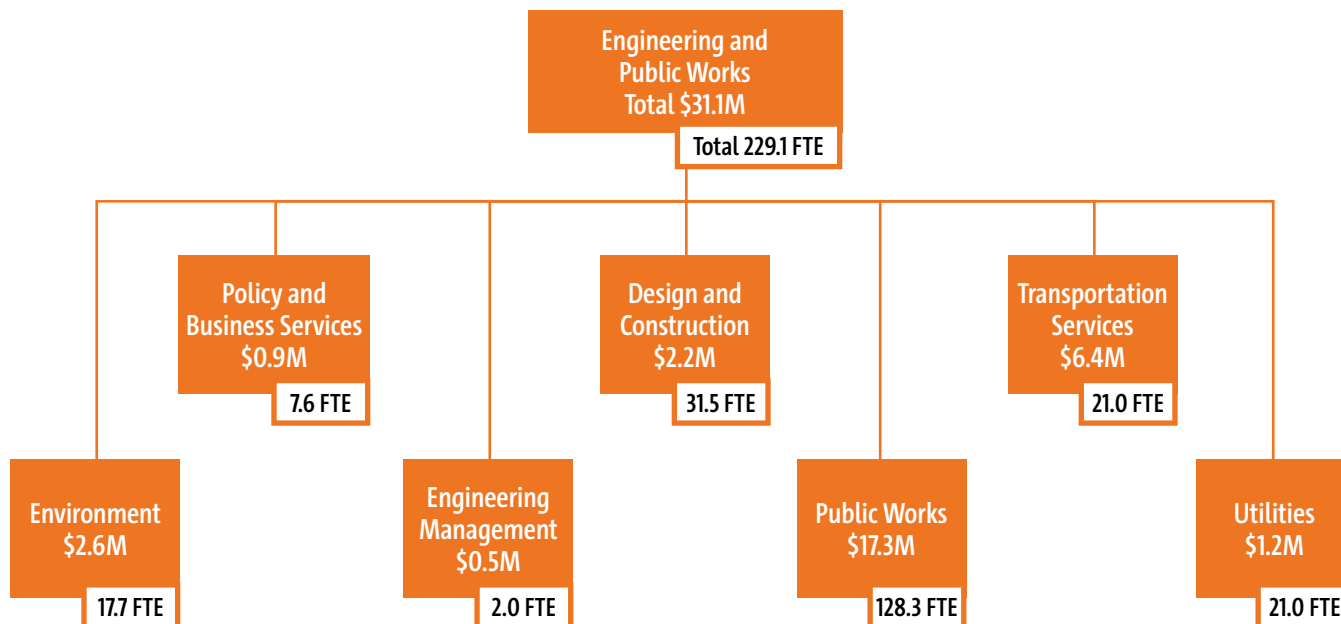 Engineering and
Public Works
Total $31.1M
Total 229.1 FTE
Policy and
Business Services
$0.9M
7.6 FTE
Design and
Construction
$2.2M
31.5 FTE
Transportation
Services
$6.4M
21.0 FTE
Environment
$2.6M
17.7 FTE
Engineering
Management
$0.5M
2.0 FTE
Public Works
$17.3M
128.3 FTE
Utilities
$1.2M
21.0 FTE